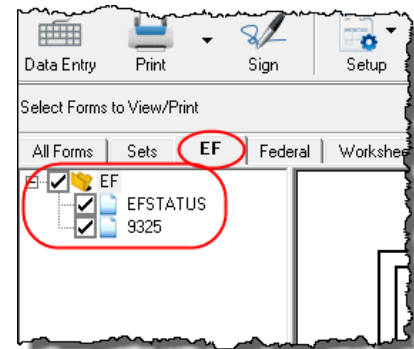 Data Entry Print Sign Setup
Select Forms to View/Print
All Forms Sets EF Federal Workshee
EF
EFSTATUS
9325